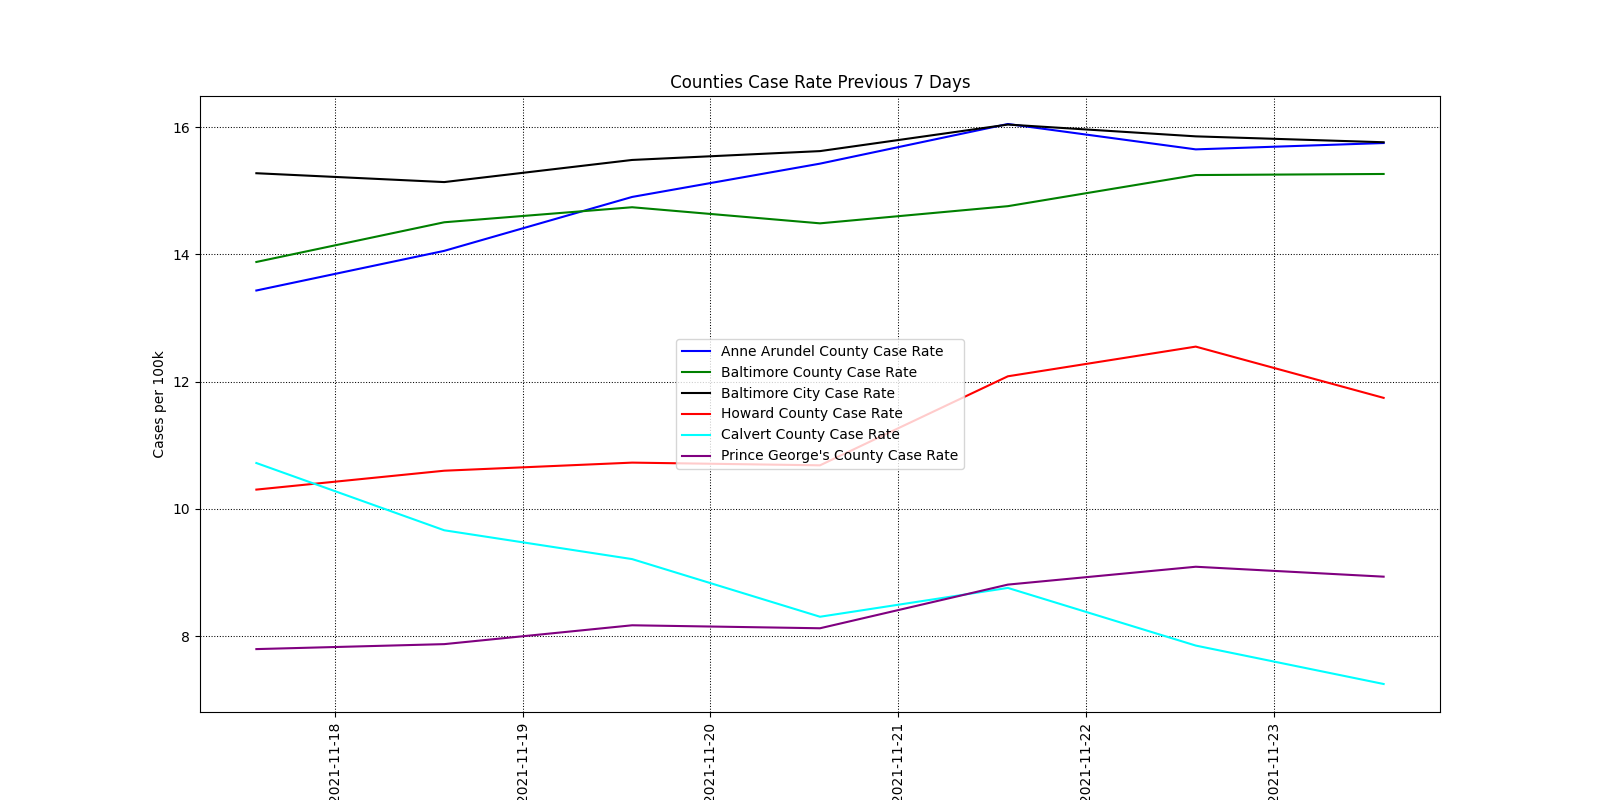 Counties Case Rate Previous 7 Days
16
14
12
10
8
Cases per 100k
Anne Arundel County Case Rate
Baltimore County Case Rate
Baltimore City Case Rate
Howard County Case Rate
Calvert County Case Rate
Prince George's County Case Rate
2021-11-18
2021-11-19
2021-11-20
2021-11-21
2021-11-22
2021-11-23